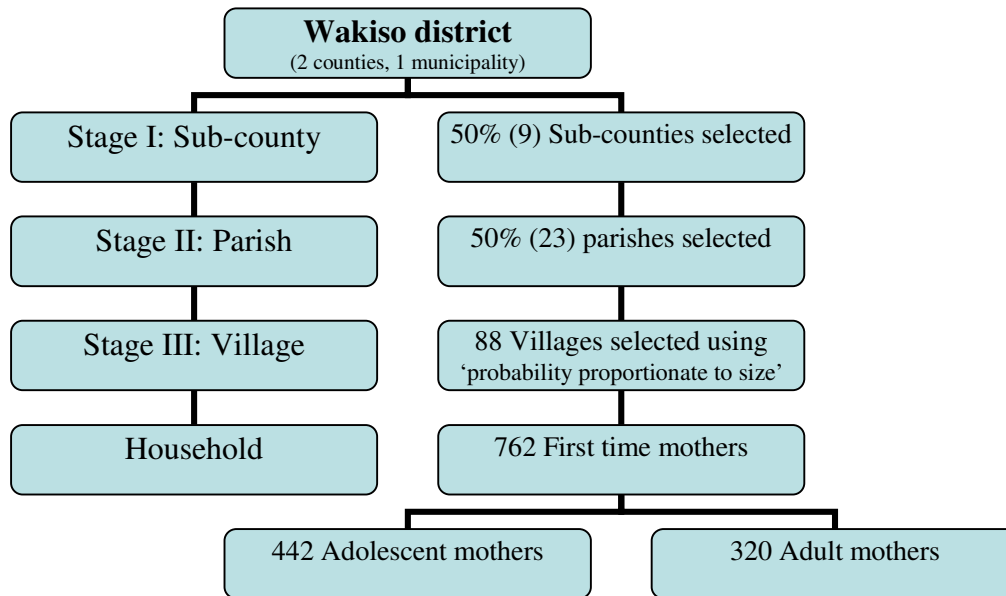 Wakiso district
(2 counties, 1 municipality)
Stage I: Sub-county
50% (9) Sub-counties selected
Stage II: Parish
50% (23) parishes selected
Stage III: Village
88 Villages selected using
‘probability proportionate to size’
Household
762 First time mothers
442 Adolescent mothers
320 Adult mothers